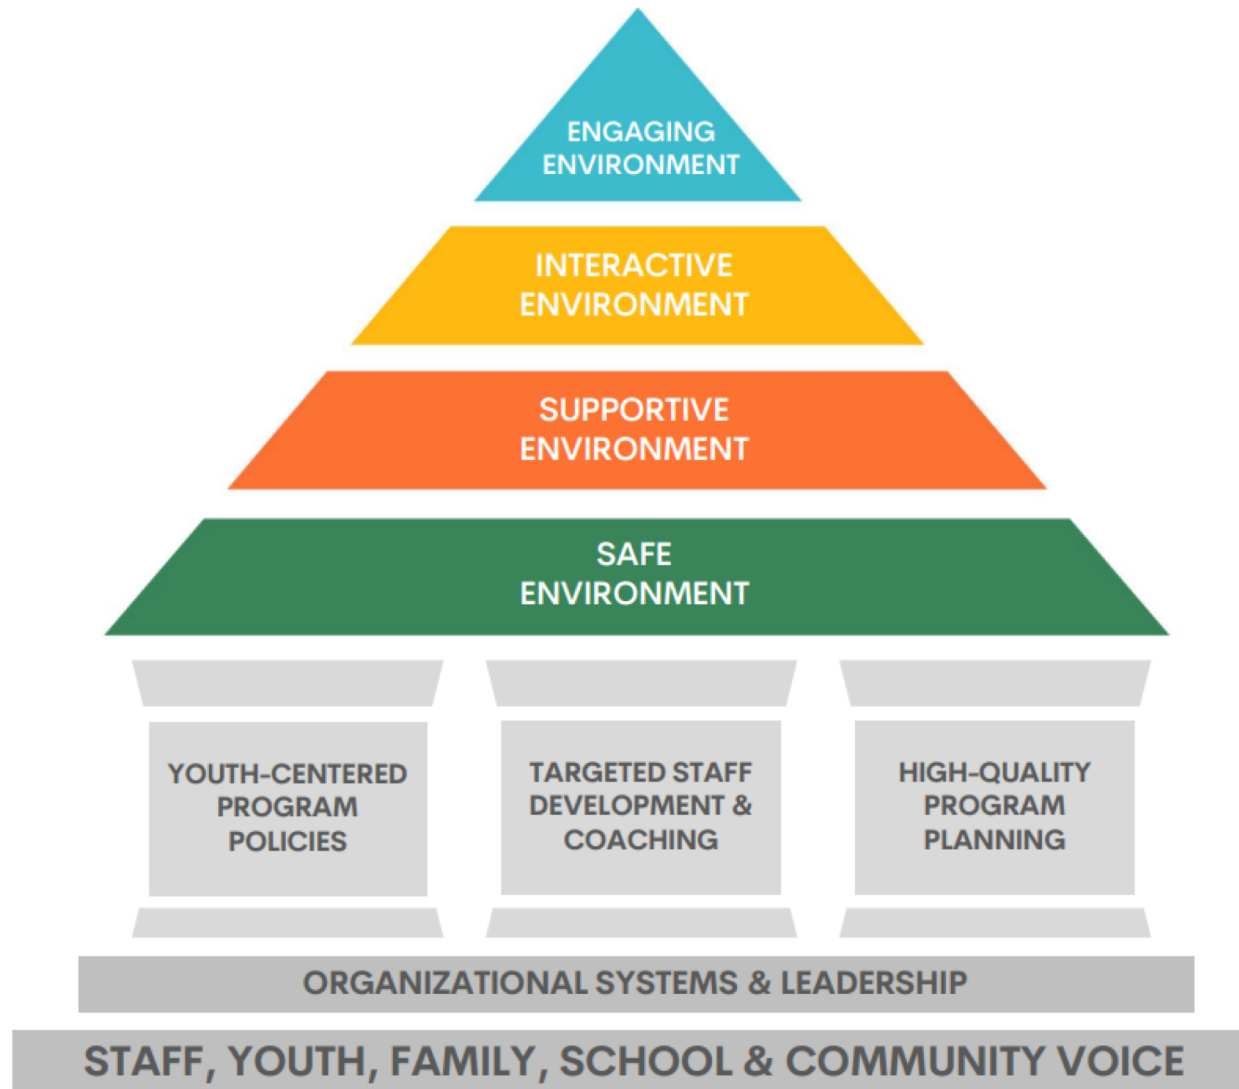 ENGAGING
ENVIRONMENT
INTERACTIVE
ENVIRONMENT
SUPPORTIVE
ENVIRONMENT
SAFE
ENVIRONMENT
YOUTH-CENTERED
PROGRAM
POLICIES
TARGETED STAFF
DEVELOPMENT &
COACHING
HIGH-QUALITY
PROGRAM
PLANNING
ORGANIZATIONAL SYSTEMS & LEADERSHIP
STAFF, YOUTH, FAMILY, SCHOOL & COMMUNITY VOICE